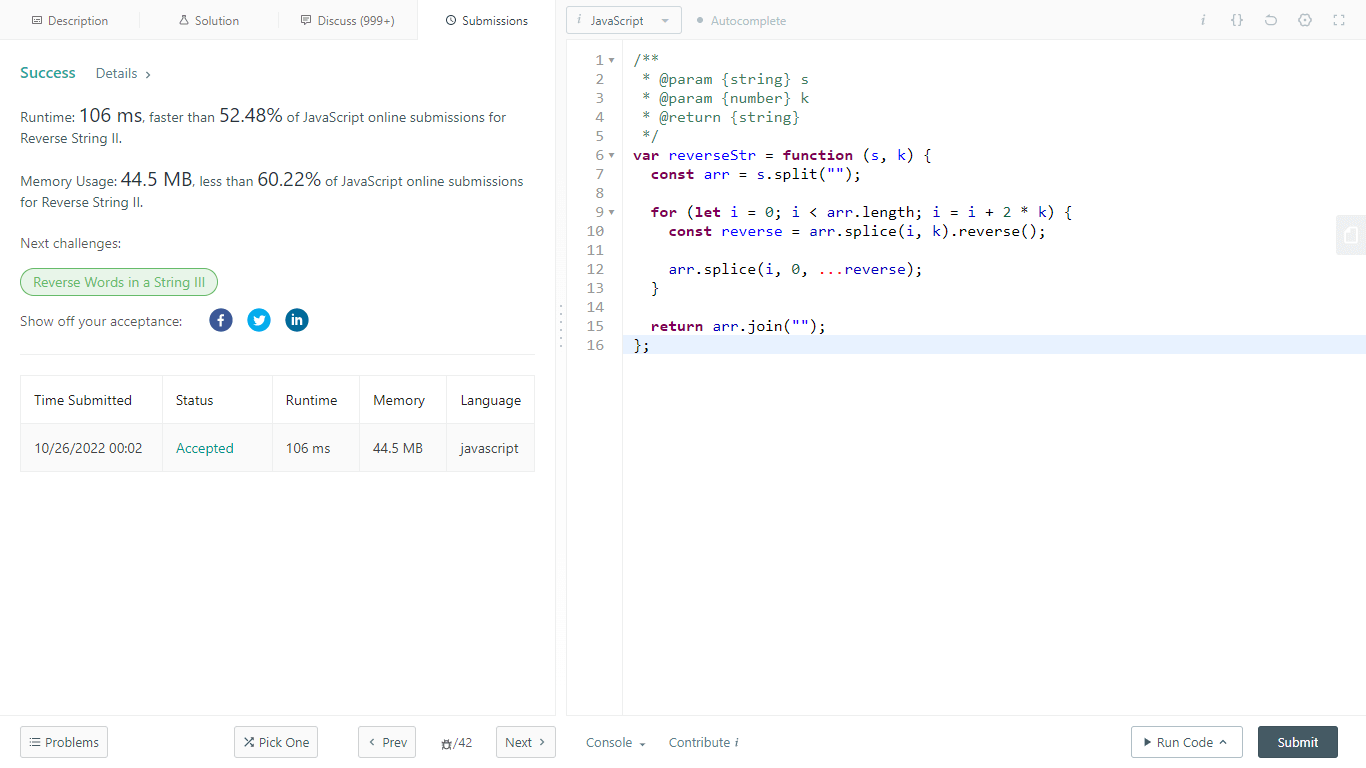 Description
Solution
Discuss (999+)
Submissions
i JavaScript
Autocomplete
i {}
Success Details
Runtime: 106 ms, faster than 52.48% of JavaScript online submissions for
Reverse String II.
Memory Usage: 44.5 MB, less than 60.22% of JavaScript online submissions
for Reverse String II.
Next challenges:
Reverse Words in a String III
Show off your acceptance: f in
Time Submitted Status Runtime Memory Language
10/26/2022 00:02 Accepted 106 ms 44.5 MB javascript
1 /**
2  * @param {string} s
3  * @param {number} k
4  * @return {string}
5  */
6 var reverseStr = function (s, k) {
7   const arr = s.split("");
8
9   for (let i = 0; i < arr.length; i = i + 2 * k) {
10     const reverse = arr.splice(i, k).reverse();
11
12     arr.splice(i, 0, ...reverse);
13   }
14
15   return arr.join("");
16 };
Problems
Pick One
< Prev
/42
Next >
Console
Contribute i
Run Code
Submit